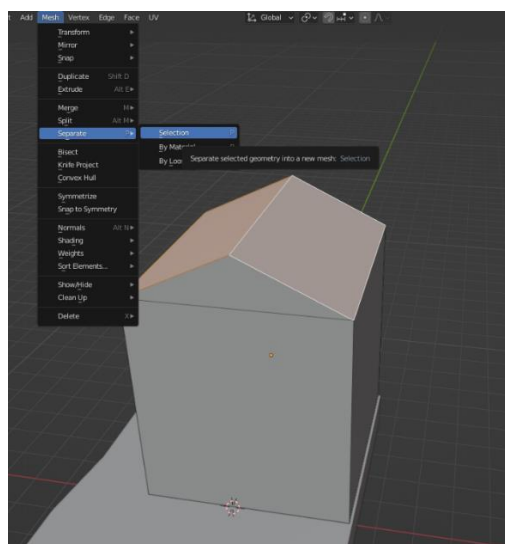 Add Mesh Vertex Edge Face UV Global
Transform
Mirror
Snap
Duplicate Shift D
Extrude Alt E
Merge M
Split Alt M
Separate P
Selection
By Material
By Loo
Separate selected geometry into a new mesh: Selection
Bisect
Knife Project
Convex Hull
Symmetrize
Snap to Symmetry
Normals Alt N
Shading
Weights
Sort Elements...
Show/Hide
Clean Up
Delete X